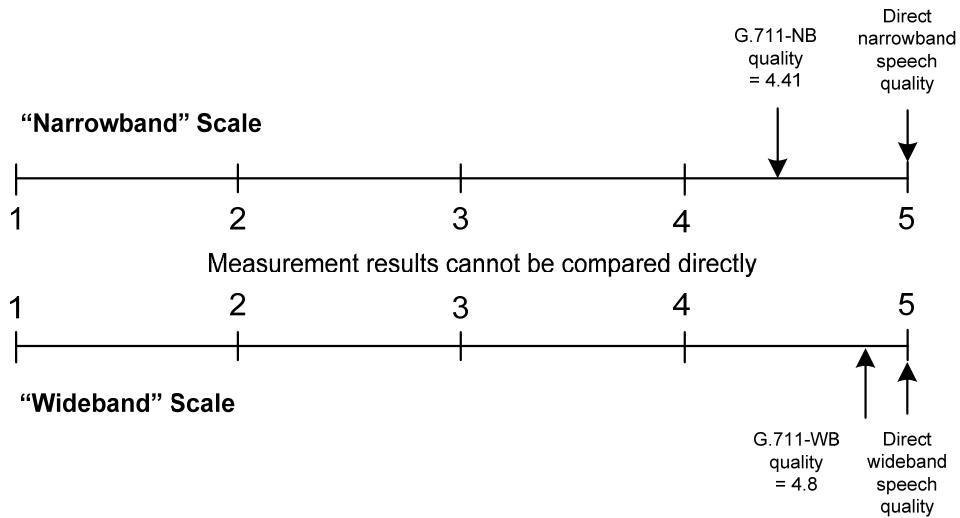 G.711-NB
quality
= 4.41
Direct
narrowband
speech
quality
“Narrowband” Scale
1 2 3 4 5
Measurement results cannot be compared directly
1 2 3 4 5
“Wideband” Scale
G.711-WB
quality
= 4.8
Direct
wideband
speech
quality